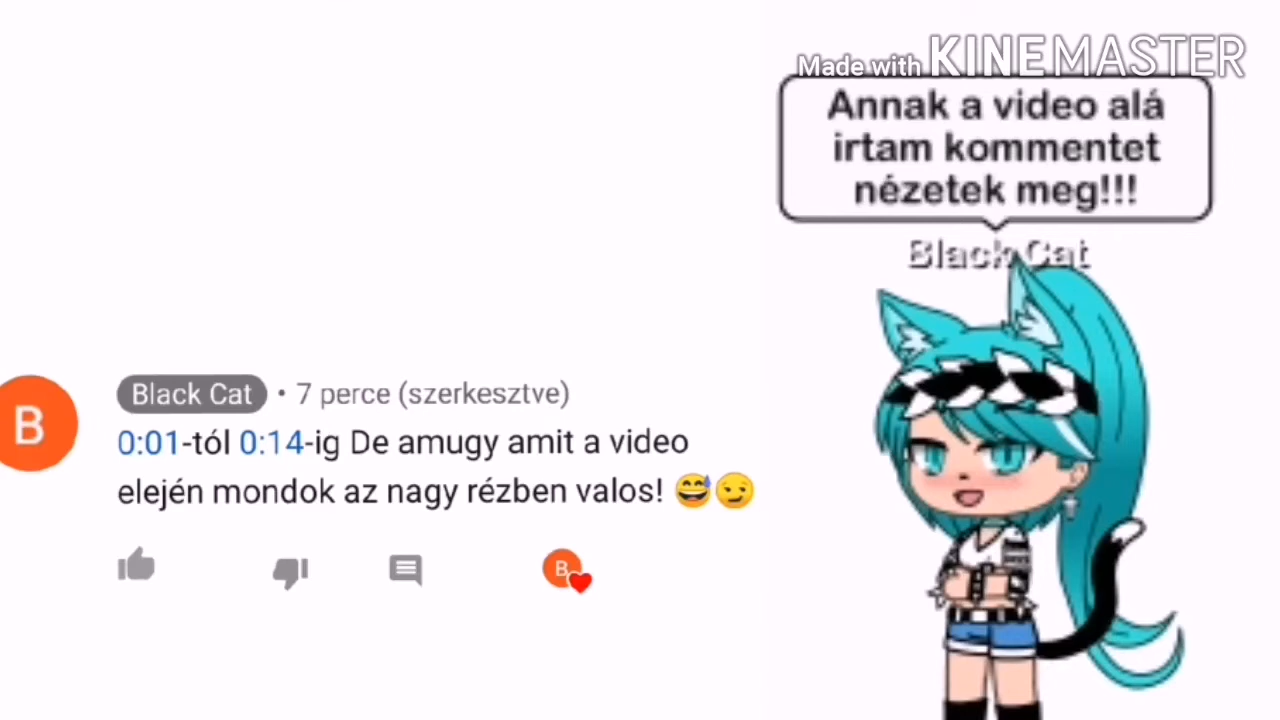 Made with KINEMASTER
Annak a video alá
irtam kommentet
nézetek meg!!!
Black Cat
B
Black Cat • 7 perce (szerkesztve)
0:01-tól 0:14-ig De amugy amit a video
elején mondok az nagy rézben valos! 😅😏
B